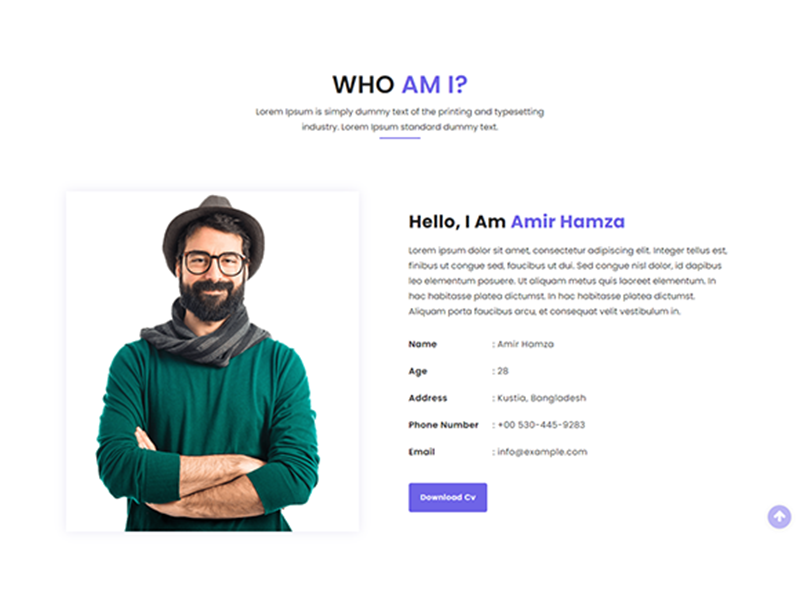 WHO AM I?
Lorem Ipsum is simply dummy text of the printing and typesetting
industry. Lorem Ipsum standard dummy text.
Hello, I Am Amir Hamza
Lorem ipsum dolor sit amet, consectetur adipiscing elit. Integer tellus est,
finibus ut congue sed, faucibus ut dui. Sed congue nisl dolor, id dapibus
leo elementum posuere. Ut aliquam metus quis laoreet elementum. In
hac habitasse platea dictumst. In hac habitasse platea dictumst.
Aliquam porta faucibus arcu, et consequat velit vestibulum in.
Name : Amir Hamza
Age : 28
Address : Kustia, Bangladesh
Phone Number : +00 530-445-9283
Email : info@example.com
Download Cv